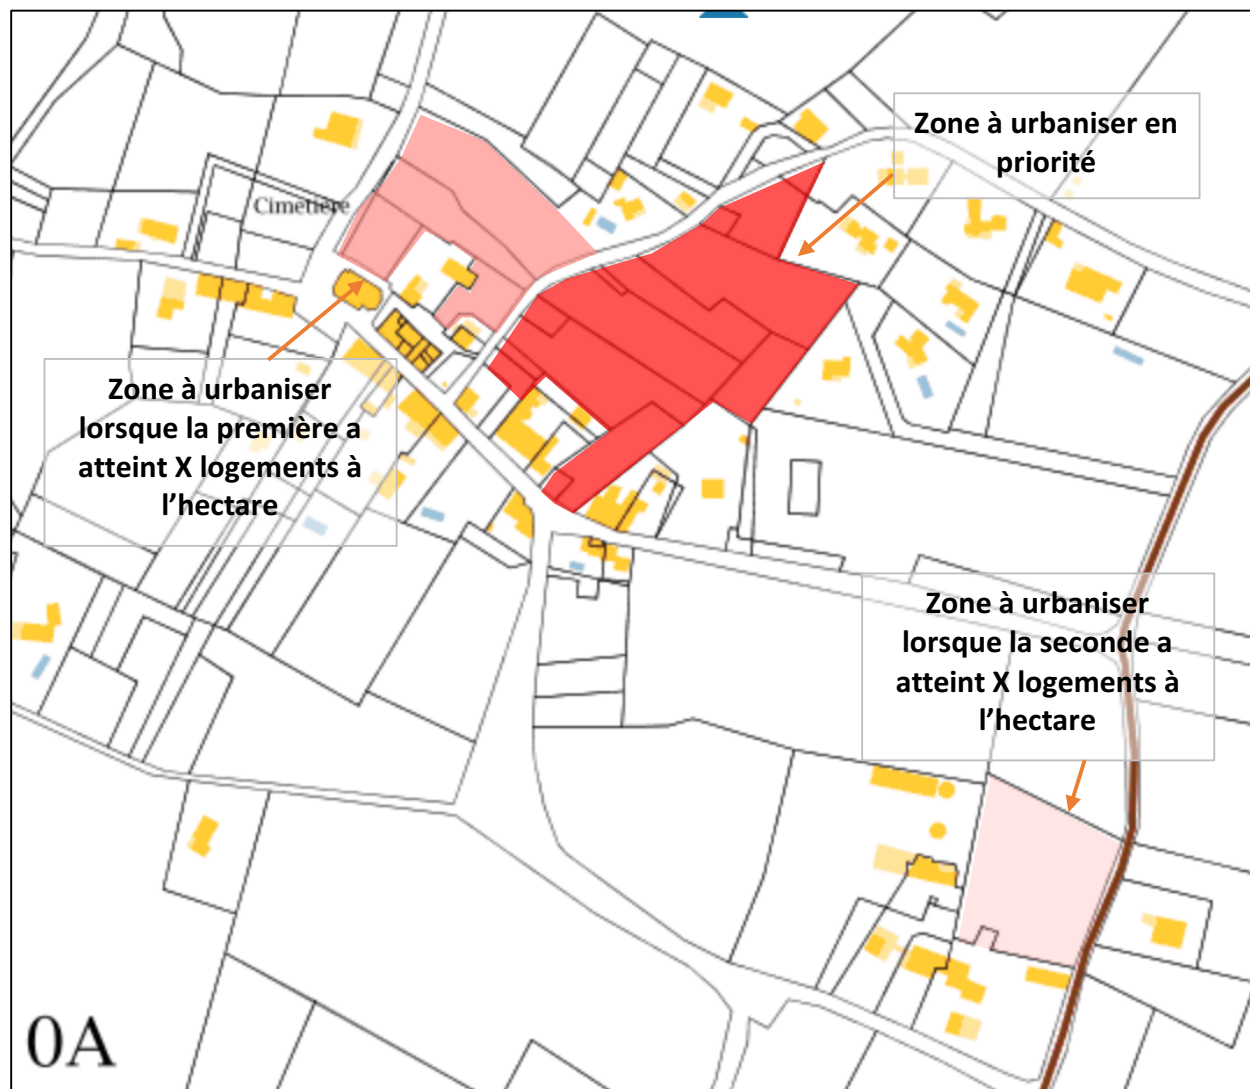 Zone à urbaniser en
priorité
Cimetière
Zone à urbaniser
lorsque la première a
atteint X logements à
l’hectare
Zone à urbaniser
lorsque la seconde a
atteint X logements à
l’hectare
0A